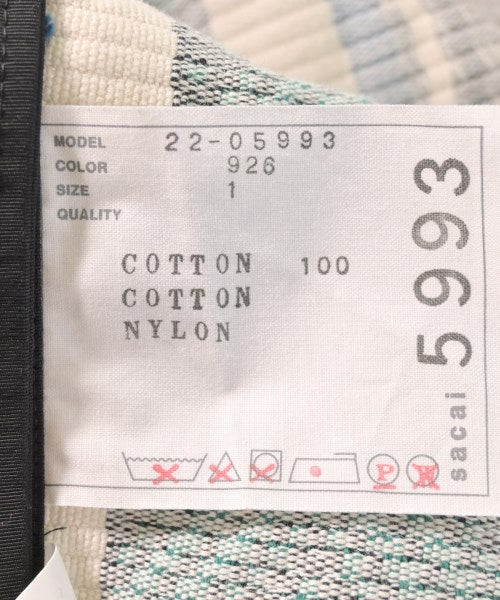 MODEL 22-05993
COLOR 926
SIZE 1
QUALITY
COTTON 100
COTTON
NYLON
sacai 5993
P
W